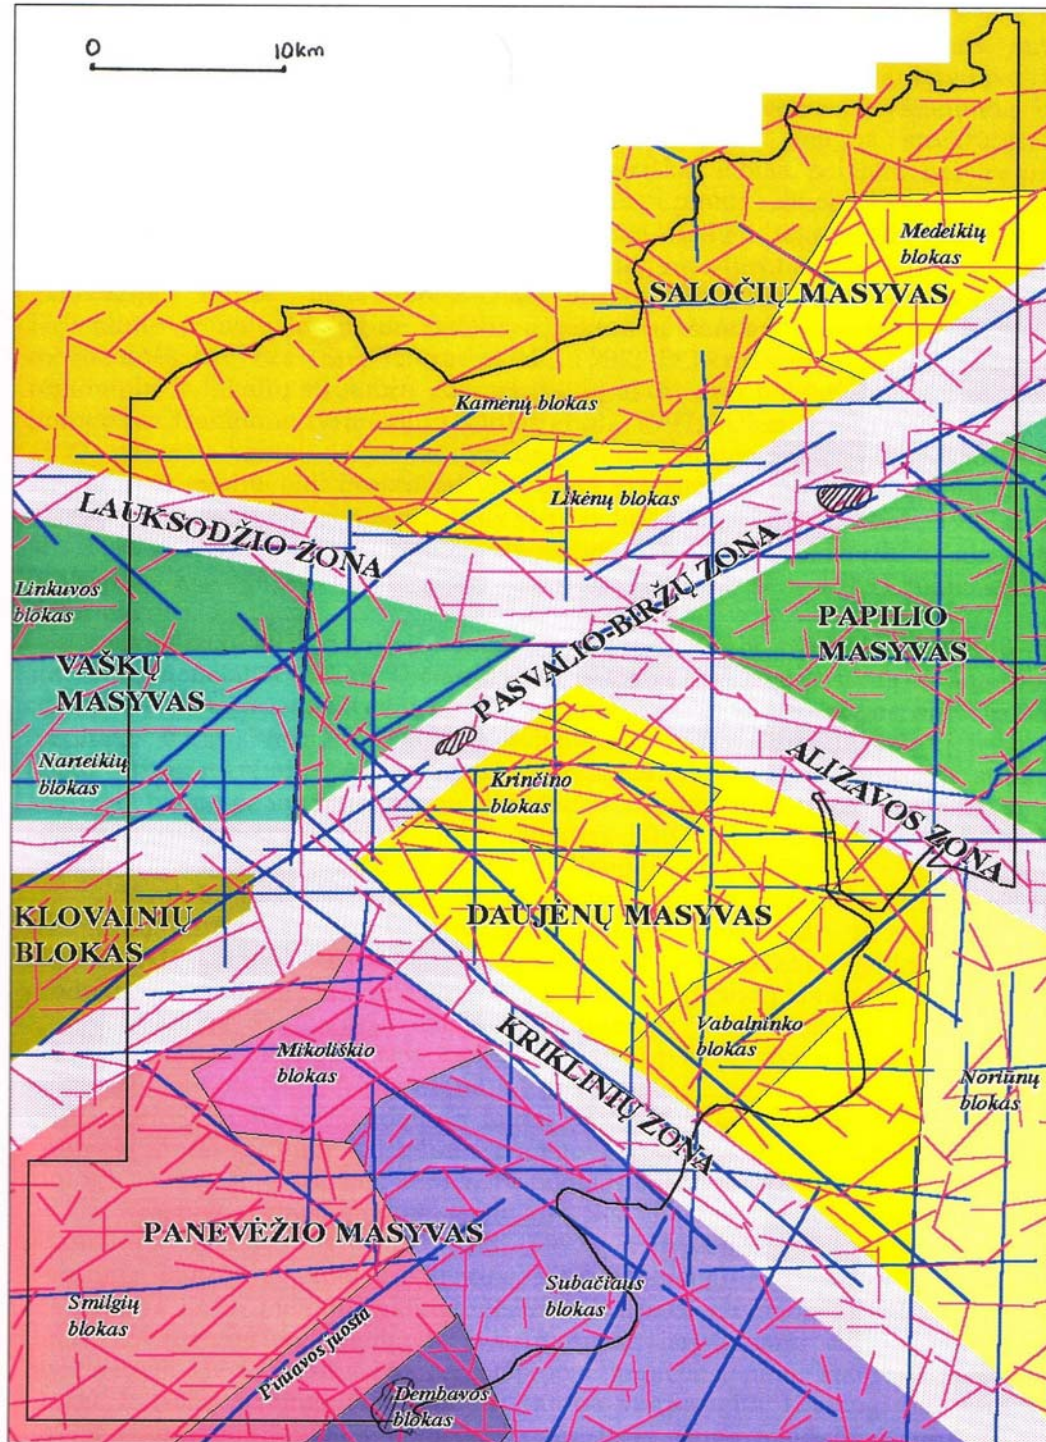 0 10km
Medeikių
blokas
SALOČIŲ MASYVAS
Kamėnų blokas
Likėnų blokas
LAUKSODŽIO ZONA
Linkuvos
blokas
PASVALIO-BIRŽŲ ZONA
PAPILIO
MASYVAS
VAŠKŲ
MASYVAS
Narteikių
blokas
Krinčino
blokas
ALIZAVOS ZONA
KLOVAINIŲ
BLOKAS
DAUJĖNŲ MASYVAS
Vabalninko
blokas
KRIKLINIŲ ZONA
Mikoliškio
blokas
Noriūnų
blokas
PANEVĖŽIO MASYVAS
Subačiaus
blokas
Smilgių
blokas
Piniavos juosta
Dembavos
blokas